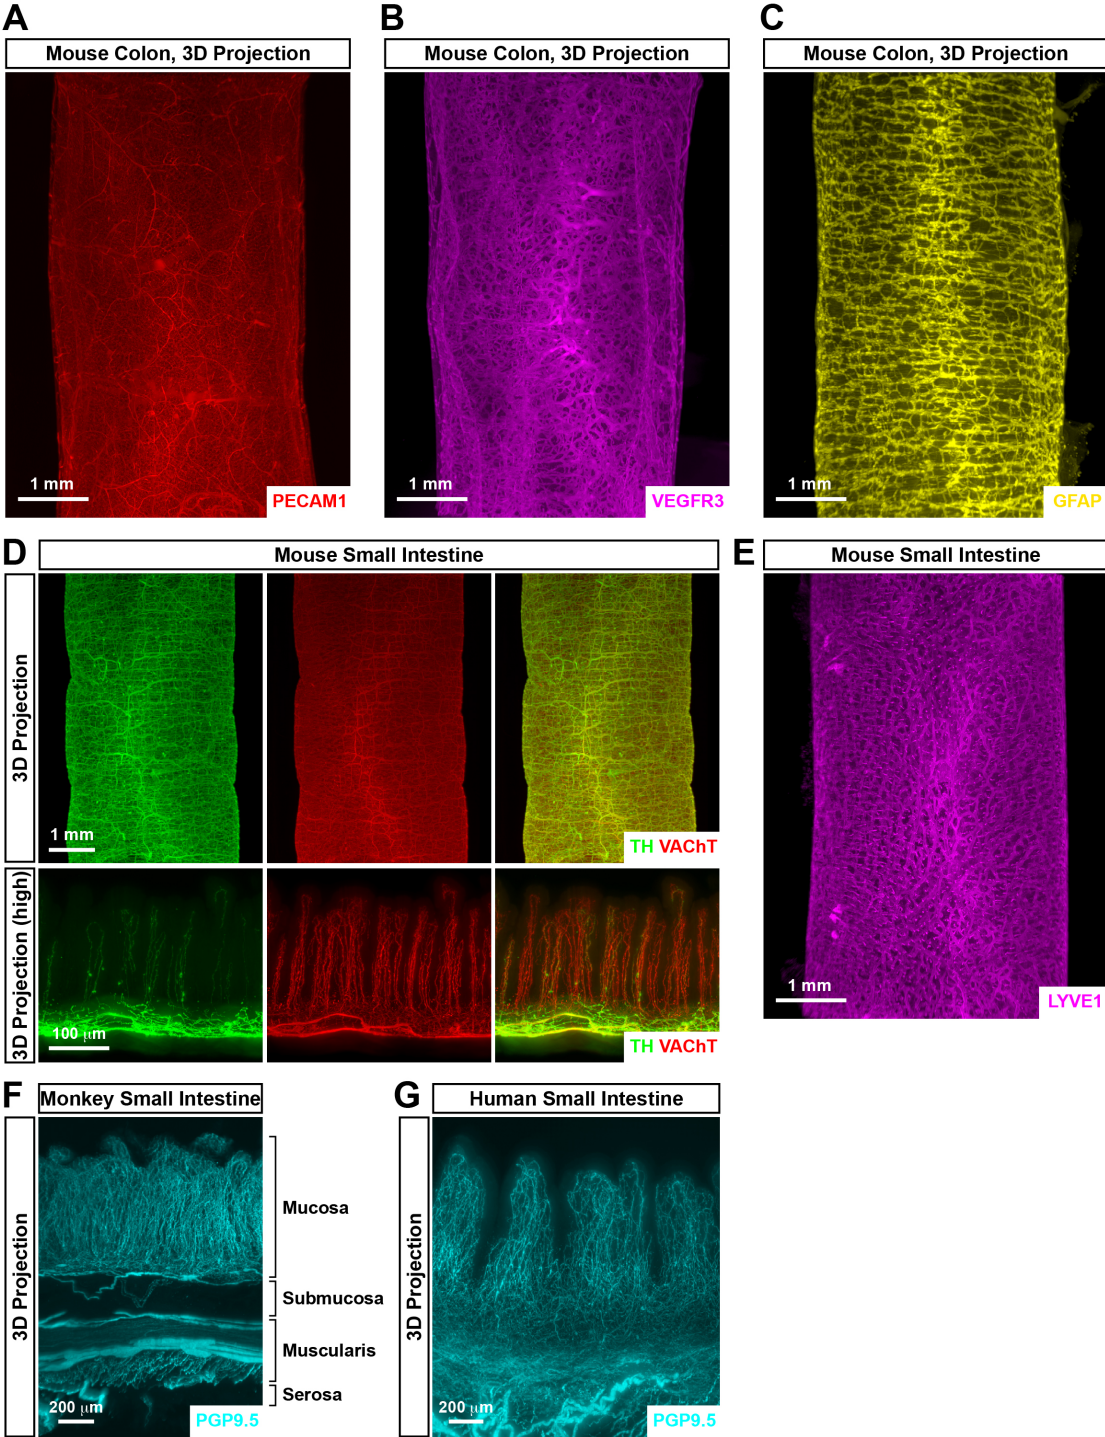 A
Mouse Colon, 3D Projection
1 mm
PECAM1
B
Mouse Colon, 3D Projection
1 mm
VEGFR3
C
Mouse Colon, 3D Projection
1 mm
GFAP
D
Mouse Small Intestine
3D Projection
1 mm
TH VAChT
3D Projection (high)
100 μm
TH VAChT
E
Mouse Small Intestine
1 mm
LYVE1
F
Monkey Small Intestine
3D Projection
Mucosa
Submucosa
Muscularis
Serosa
200 μm
PGP9.5
G
Human Small Intestine
3D Projection
200 μm
PGP9.5